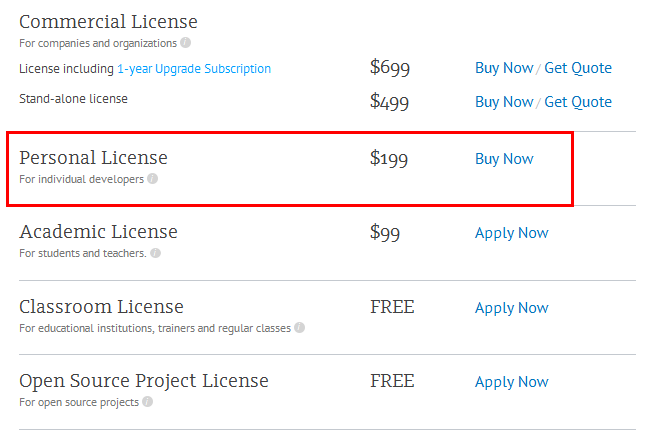 Commercial License
For companies and organizations i
License including 1-year Upgrade Subscription $699 Buy Now / Get Quote
Stand-alone license $499 Buy Now / Get Quote
Personal License $199 Buy Now
For individual developers i
Academic License $99 Apply Now
For students and teachers. i
Classroom License FREE Apply Now
For educational institutions, trainers and regular classes i
Open Source Project License FREE Apply Now
For open source projects i